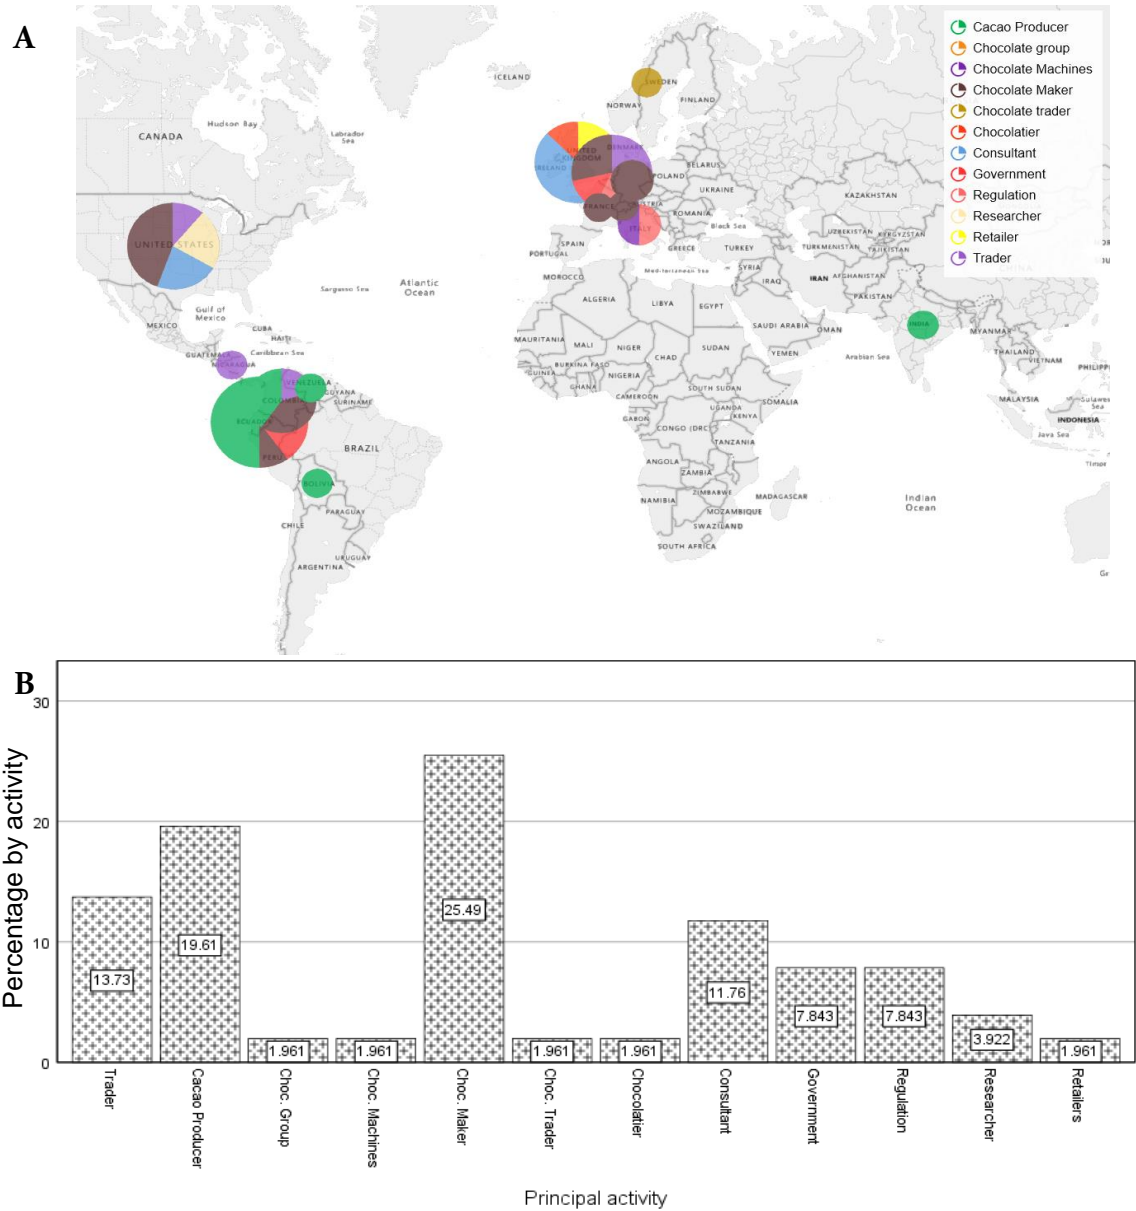 A
Cacao Producer
Chocolate group
Chocolate Machines
Chocolate Maker
Chocolate trader
Chocolatier
Consultant
Government
Regulation
Researcher
Retailer
Trader
ICELAND
SWEDEN
NORWAY
FINLAND
CANADA
Hudson Bay
Labrador
Sea
UNITED
KINGDOM
DENMARK
IRELAND
BELARUS
POLAND
UKRAINE
KAZAKHSTAN
FRANCE
AUSTRIA
ROMANIA
ITALY
Black Sea
UZBEKISTAN
KYRGYZSTAN
UNITED STATES
SPAIN
PORTUGAL
GREECE
TURKEY
TURKMENISTAN
TAJIKISTAN
CHINA
Mediterranean Sea
SYRIA
IRAQ
IRAN
AFGHANISTAN
MOROCCO
Atlantic
Ocean
Sargasso Sea
ALGERIA
LIBYA
EGYPT
PAKISTAN
Gulf of
Mexico
MEXICO
CUBA
HAITI
SAUDI ARABIA
OMAN
INDIA
MYANMAR
MAURITANIA
MALI
NIGER
CHAD
SUDAN
YEMEN
Arabian Sea
THAILAND
VIETNAM
GUATEMALA
Caribbean Sea
NICARAGUA
BURKINA FASO
GUINEA
NIGERIA
GHANA
PHILIPP
VENEZUELA
GUYANA
SURINAME
COLOMBIA
CAMEROON
SOUTH SUDAN
SOMALIA
MALAYSIA
Sulawes
Sea
ECUADOR
GABON
UGANDA
KENYA
CONGO (DRC)
INDONESIA
Java Sea
BRAZIL
PERU
TANZANIA
ANGOLA
ZAMBIA
BOLIVIA
ZIMBABWE
MADAGASCAR
NAMIBIA
MOZAMBIQUE
SWAZILAND
Indian
Ocean
PARAGUAY
CHILE
SOUTH AFRICA
URUGUAY
ARGENTINA
Gr
B
Percentage by activity
30
20
10
0
13.73
19.61
1.961
1.961
25.49
1.961
1.961
11.76
7.843
7.843
3.922
1.961
Trader
Cacao Producer
Choc. Group
Choc. Machines
Choc. Maker
Choc. Trader
Chocolatier
Consultant
Government
Regulation
Researcher
Retailers
Principal activity